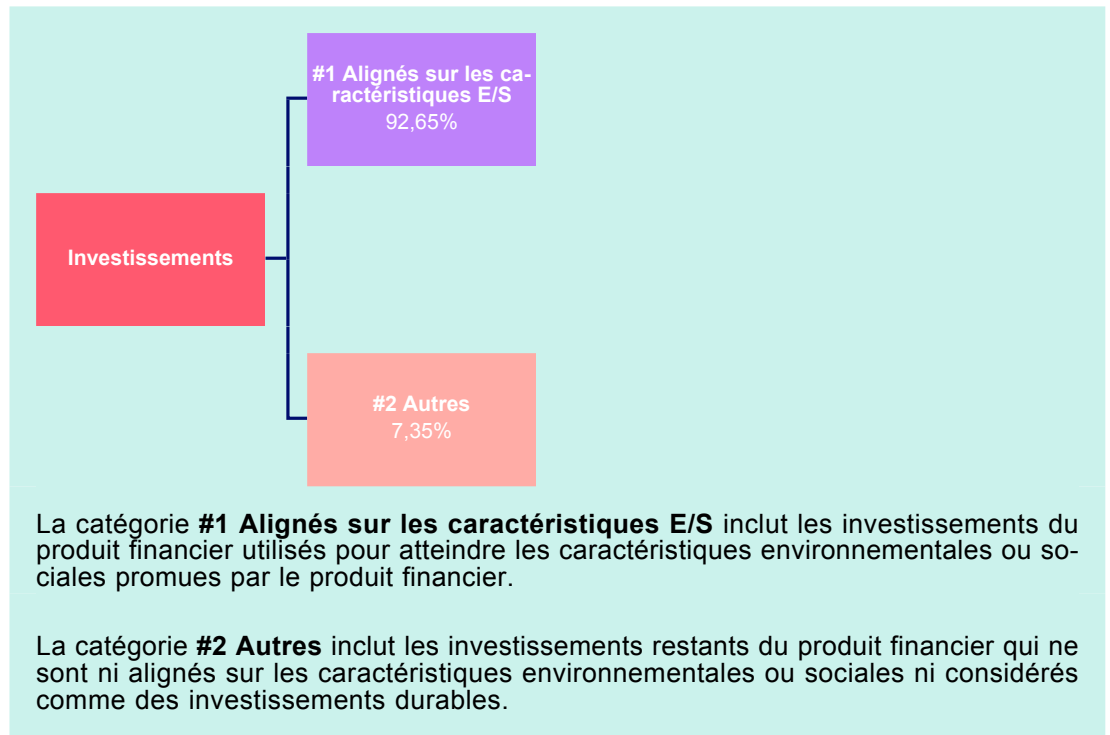 #1 Alignés sur les ca-
ractéristiques E/S
92,65%
Investissements
#2 Autres
7,35%
La catégorie #1 Alignés sur les caractéristiques E/S inclut les investissements du
produit financier utilisés pour atteindre les caractéristiques environnementales ou so-
ciales promues par le produit financier.
La catégorie #2 Autres inclut les investissements restants du produit financier qui ne
sont ni alignés sur les caractéristiques environnementales ou sociales ni considérés
comme des investissements durables.